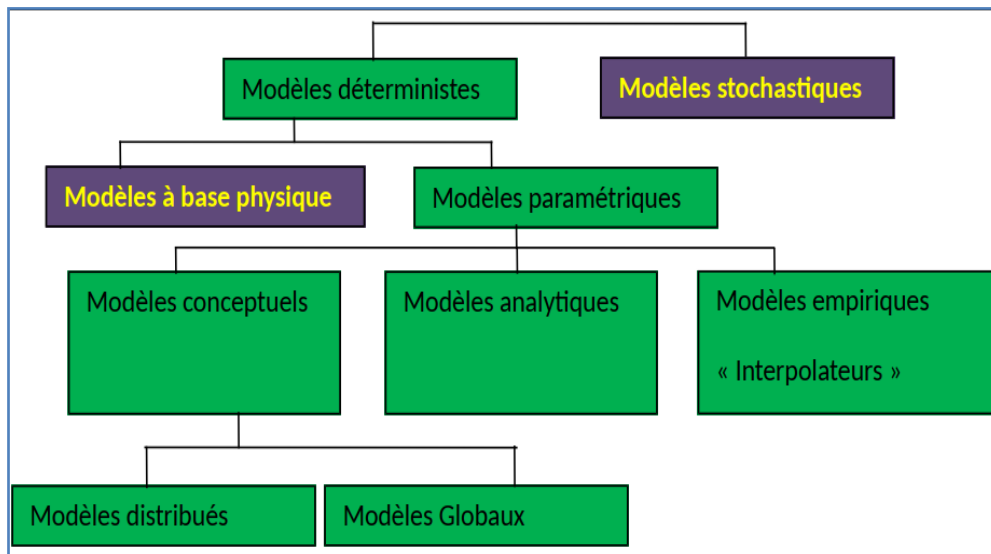 Modèles déterministes
Modèles stochastiques
Modèles à base physique
Modèles paramétriques
Modèles conceptuels
Modèles analytiques
Modèles empiriques
« Interpolateurs »
Modèles distribués
Modèles Globaux